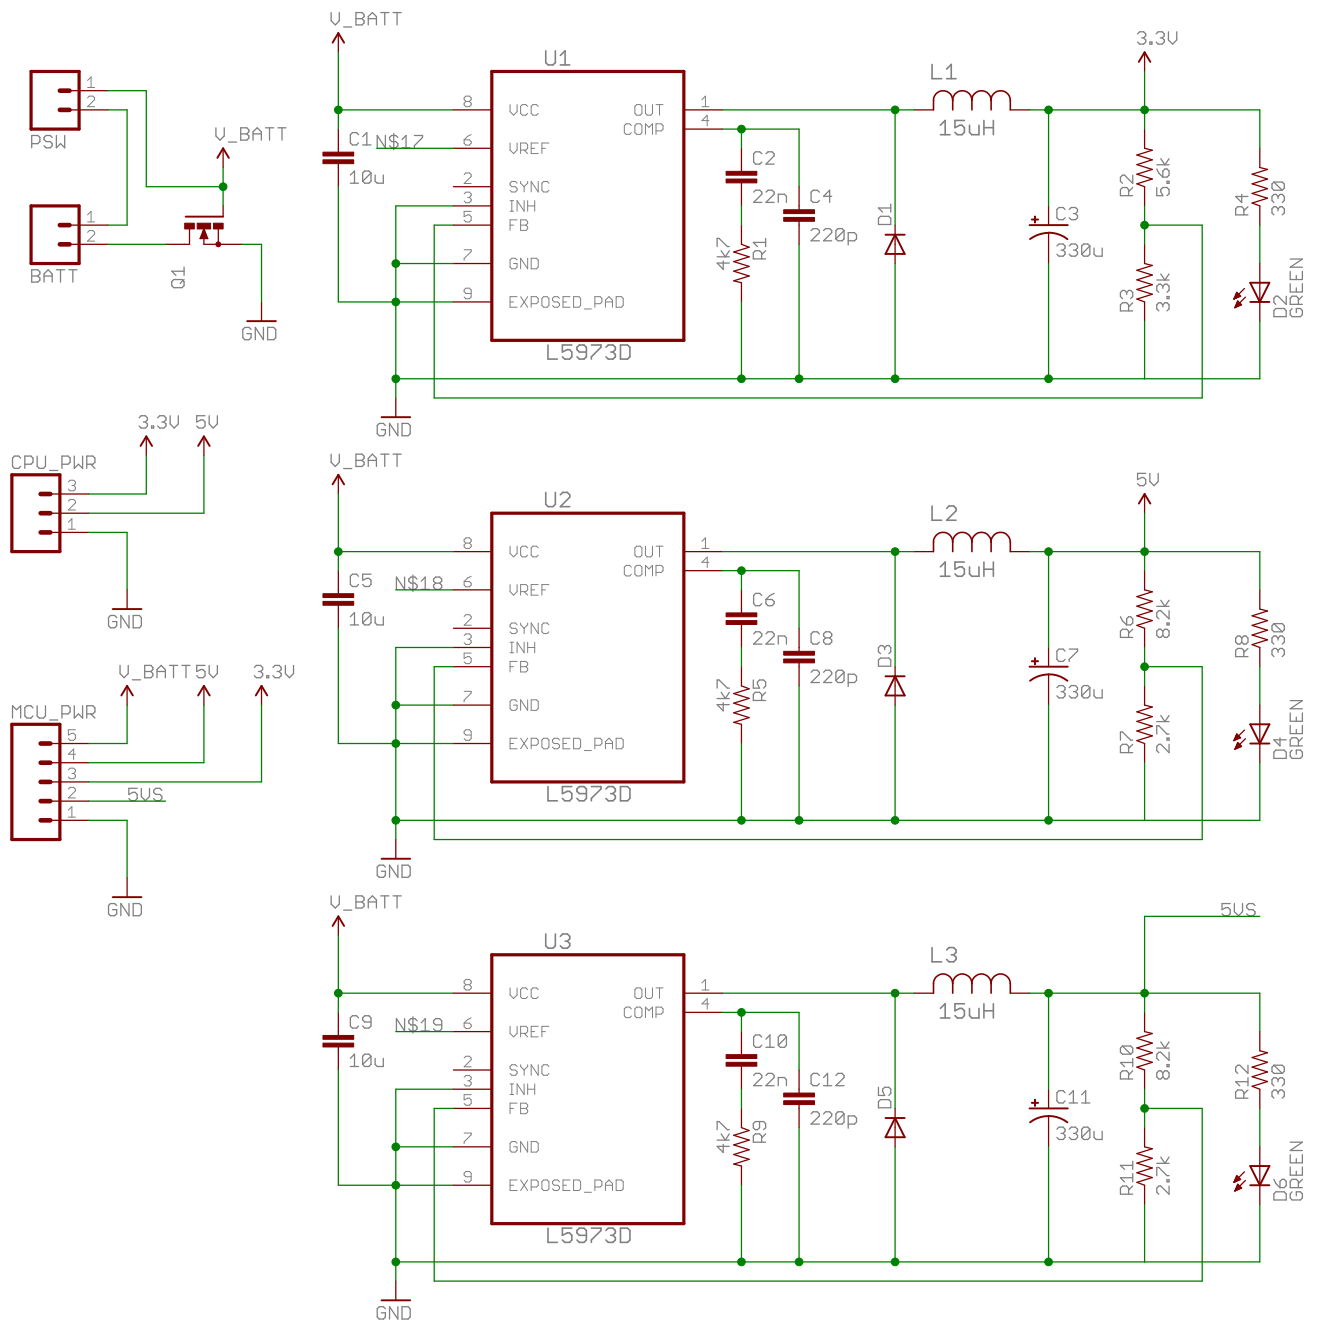 V_BATT
PSW
1
2
V_BATT
BATT
1
2
Q1
GND
C1
10u
N$17
U1
8
6
2
3
5
7
9
VCC
VREF
SYNC
INH
FB
GND
EXPOSED_PAD
OUT
COMP
1
4
L5973D
C2
22n
4k7
R1
C4
220p
D1
L1
15uH
C3
330u
3.3V
R2
5.6k
R3
3.3k
R4
330
D2
GREEN
GND
3.3V
5V
CPU_PWR
3
2
1
GND
V_BATT
C5
10u
N$18
U2
8
6
2
3
5
7
9
VCC
VREF
SYNC
INH
FB
GND
EXPOSED_PAD
OUT
COMP
1
4
L5973D
C6
22n
4k7
R5
C8
220p
D3
L2
15uH
C7
330u
5V
R6
8.2k
R7
2.7k
R8
330
D4
GREEN
GND
V_BATT
5V
3.3V
MCU_PWR
5
4
3
2
1
5VS
GND
V_BATT
C9
10u
N$19
U3
8
6
2
3
5
7
9
VCC
VREF
SYNC
INH
FB
GND
EXPOSED_PAD
OUT
COMP
1
4
L5973D
C10
22n
4k7
R9
C12
220p
D5
L3
15uH
C11
330u
5VS
R10
8.2k
R11
2.7k
R12
330
D6
GREEN
GND